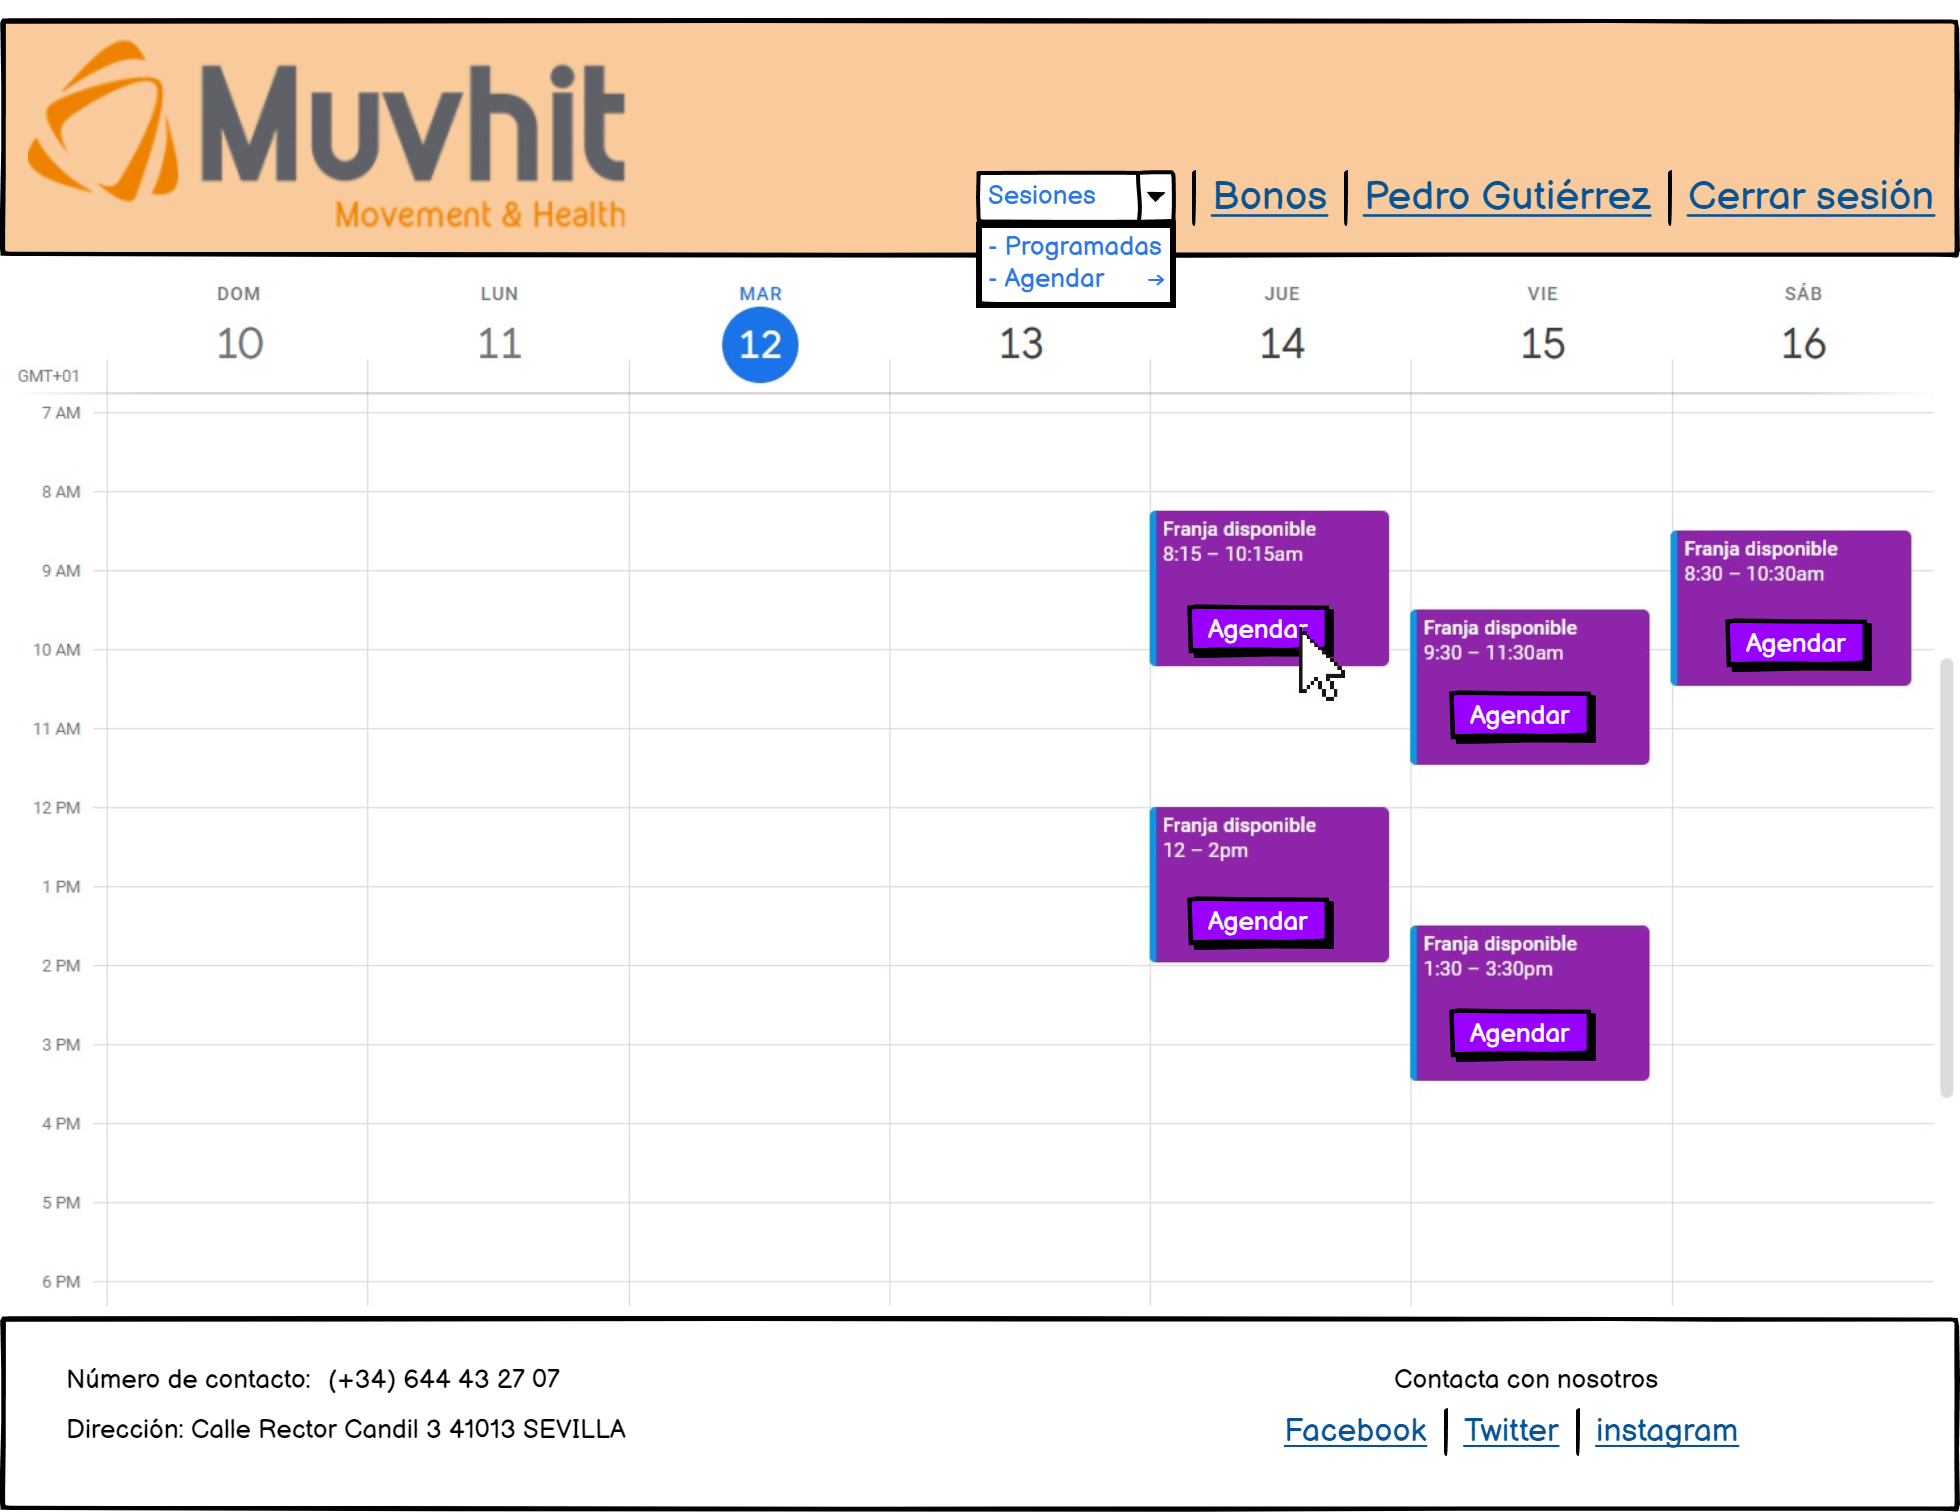 Muvhit
Movement & Health
Sesiones
- Programadas
- Agendar →
Bonos
Pedro Gutiérrez
Cerrar sesión
DOM
LUN
MAR
JUE
VIE
SÁB
10
11
12
13
14
15
16
GMT+01
7 AM
8 AM
9 AM
10 AM
11 AM
12 PM
1 PM
2 PM
3 PM
4 PM
5 PM
6 PM
Franja disponible
8:15 – 10:15am
Agendar
Franja disponible
12 – 2pm
Agendar
Franja disponible
9:30 – 11:30am
Agendar
Franja disponible
1:30 – 3:30pm
Agendar
Franja disponible
8:30 – 10:30am
Agendar
Número de contacto: (+34) 644 43 27 07
Dirección: Calle Rector Candil 3 41013 SEVILLA
Contacta con nosotros
Facebook
Twitter
instagram